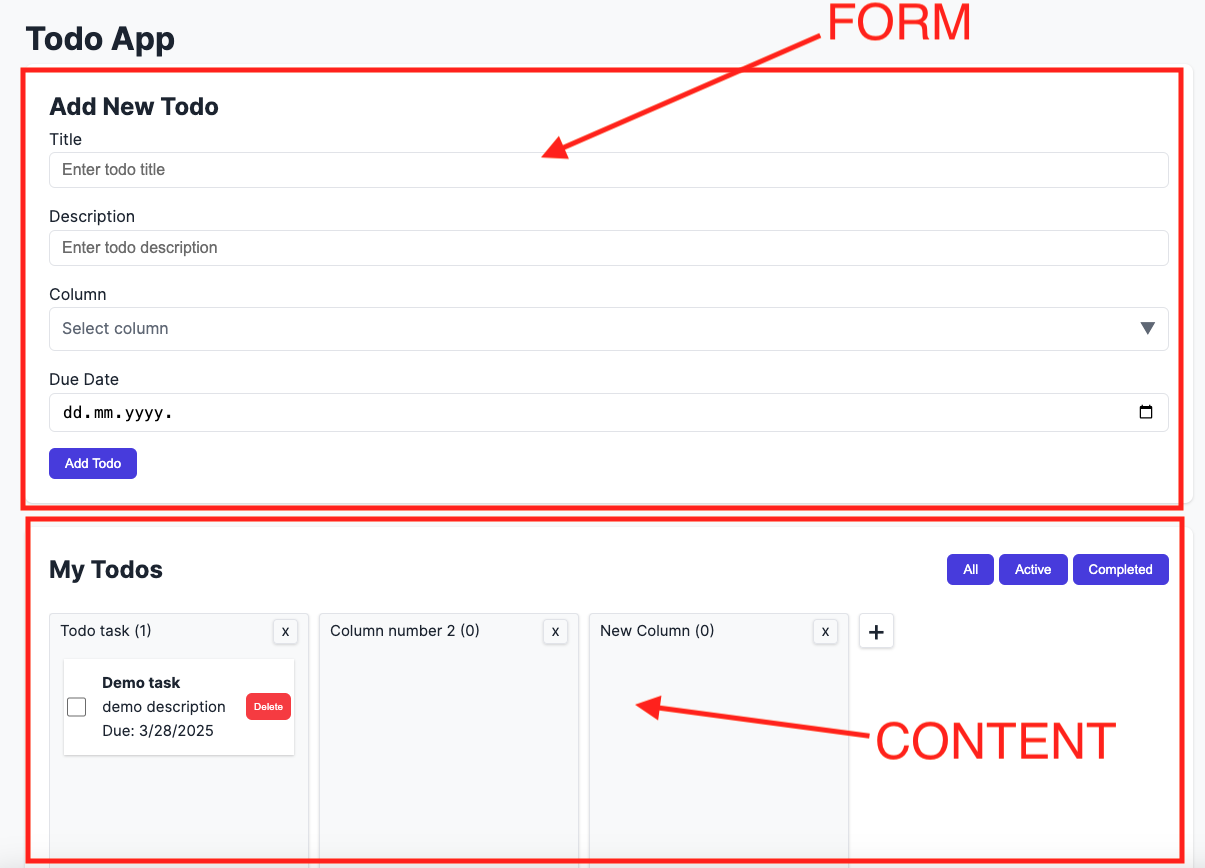 FORM
Todo App
Add New Todo
Title
Enter todo title
Description
Enter todo description
Column
Select column
Due Date
dd.mm.yyyy.
Add Todo
My Todos
All Active Completed
Todo task (1) x Column number 2 (0) x New Column (0) x +
Demo task
demo description Delete
Due: 3/28/2025
CONTENT